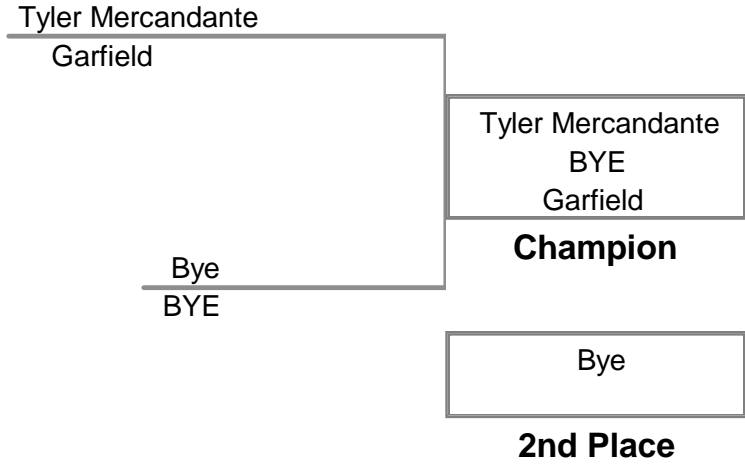 Tyler Mercandante
Garfield
Tyler Mercandante
BYE
Garfield
Champion
Bye
BYE
Bye
2nd Place